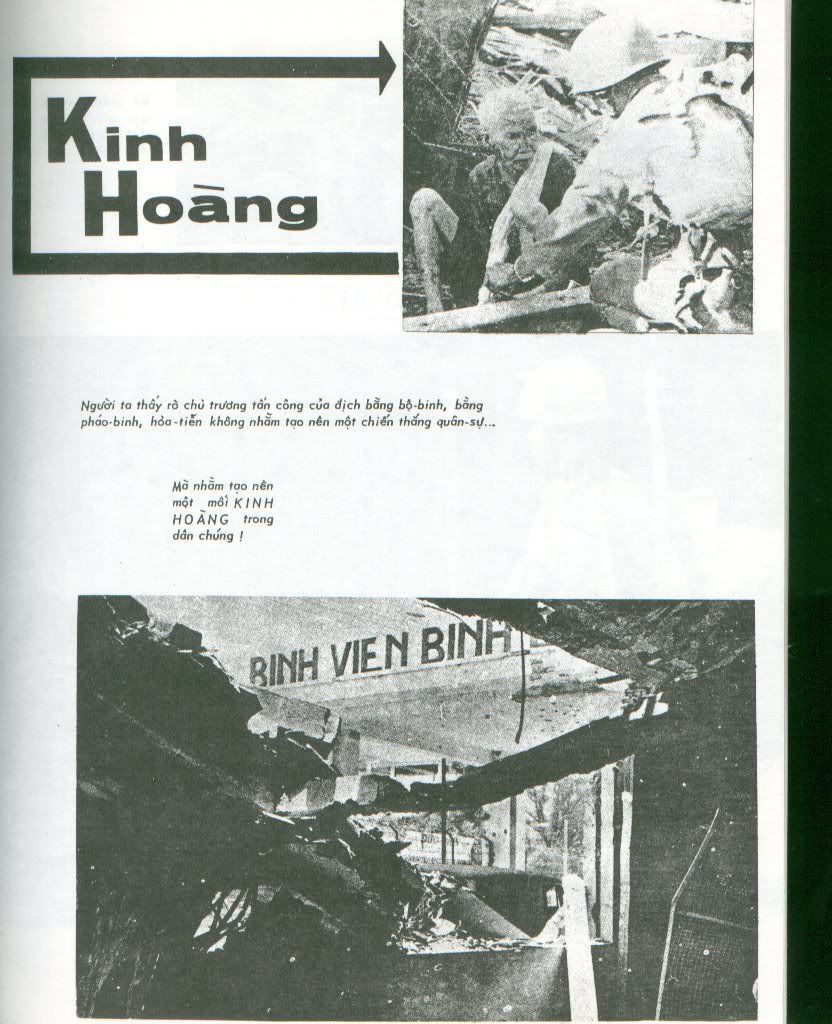 Kinh
Hoàng
Người ta thấy rõ chủ trương tấn công của địch bằng bộ-binh, bằng
pháo-binh, hỏa-tiễn không nhằm tạo nên một chiến thắng quân-sự...
Mà nhằm tạo nên
một mối KINH
HOÀNG trong
dân chúng !
BINH VIEN BINH